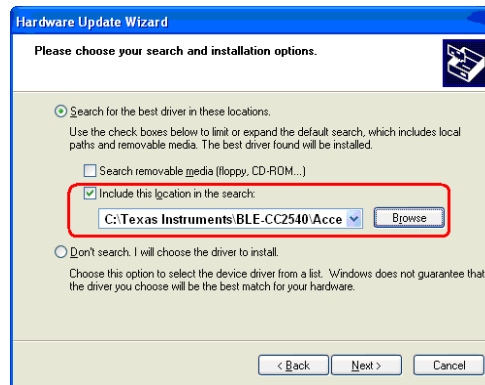 Hardware Update Wizard
Please choose your search and installation options.
Search for the best driver in these locations.
Use the check boxes below to limit or expand the default search, which includes local
paths and removable media. The best driver found will be installed.
Search removable media (floppy, CD-ROM...)
Include this location in the search:
C:\Texas Instruments\BLE-CC2540\Acce
Browse
Don't search. I will choose the driver to install.
Choose this option to select the device driver from a list. Windows does not guarantee that
the driver you choose will be the best match for your hardware.
< Back
Next >
Cancel